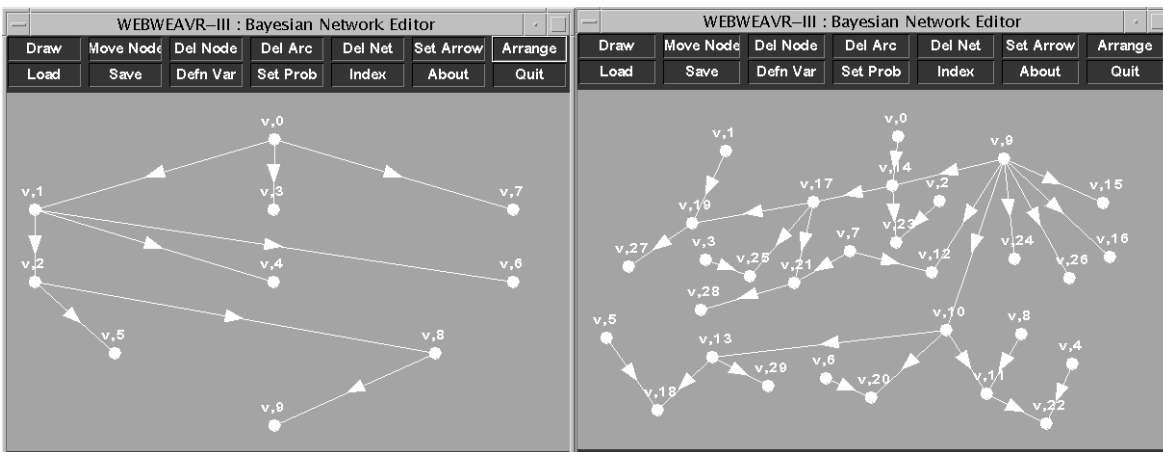 WEBWEAVR–III : Bayesian Network Editor
Draw Move Node Del Node Del Arc Del Net Set Arrow Arrange
Load Save Defn Var Set Prob Index About Quit
v,0
v,1 v,3 v,7
v,2 v,4 v,6
v,5 v,8
v,9
WEBWEAVR–III : Bayesian Network Editor
Draw Move Node Del Node Del Arc Del Net Set Arrow Arrange
Load Save Defn Var Set Prob Index About Quit
v,0
v,1 v,9
v,14
v,17 v,2 v,15
v,19 v,23
v,27 v,3 v,25 v,7 v,12 v,24 v,16
v,21 v,26
v,28
v,5 v,10 v,8
v,13 v,6 v,4
v,29 v,11
v,18 v,20 v,22